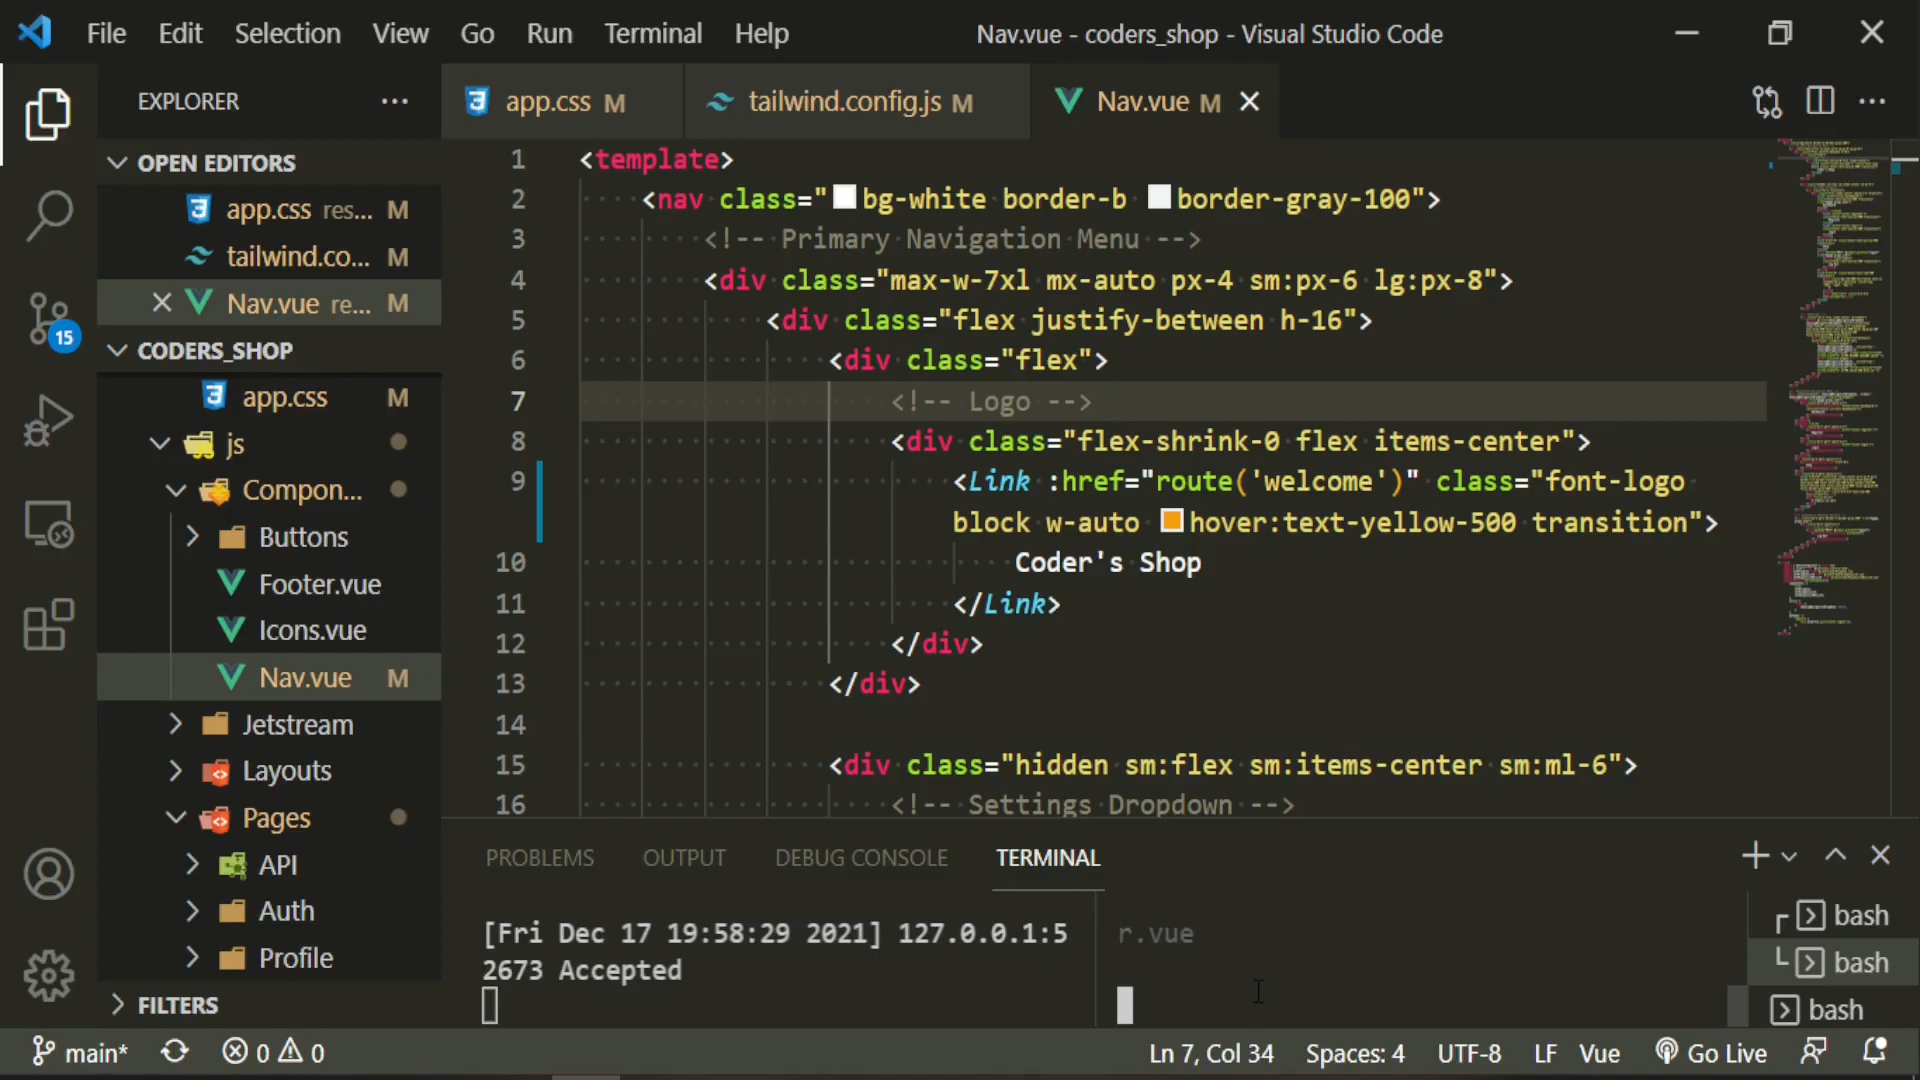 File Edit Selection View Go Run Terminal Help Nav.vue - coders_shop - Visual Studio Code
EXPLORER
app.css M tailwind.config.js M Nav.vue M
OPEN EDITORS
app.css res... M
tailwind.co... M
Nav.vue re... M
15
CODERS_SHOP
app.css M
js
Compon...
Buttons
Footer.vue
Icons.vue
Nav.vue M
Jetstream
Layouts
Pages
API
Auth
Profile
FILTERS
1 <template>
2 <nav class="bg-white border-b border-gray-100">
3 <!-- Primary Navigation Menu -->
4 <div class="max-w-7xl mx-auto px-4 sm:px-6 lg:px-8">
5 <div class="flex justify-between h-16">
6 <div class="flex">
7 <!-- Logo -->
8 <div class="flex-shrink-0 flex items-center">
9 <Link :href="route('welcome')" class="font-logo
block w-auto hover:text-yellow-500 transition">
10 Coder's Shop
11 </Link>
12 </div>
13 </div>
14
15 <div class="hidden sm:flex sm:items-center sm:ml-6">
16 <!-- Settings Dropdown -->
PROBLEMS OUTPUT DEBUG CONSOLE TERMINAL
[Fri Dec 17 19:58:29 2021] 127.0.0.1:5
2673 Accepted
r.vue
bash
bash
bash
main* 0 0 Ln 7, Col 34 Spaces: 4 UTF-8 LF Vue Go Live